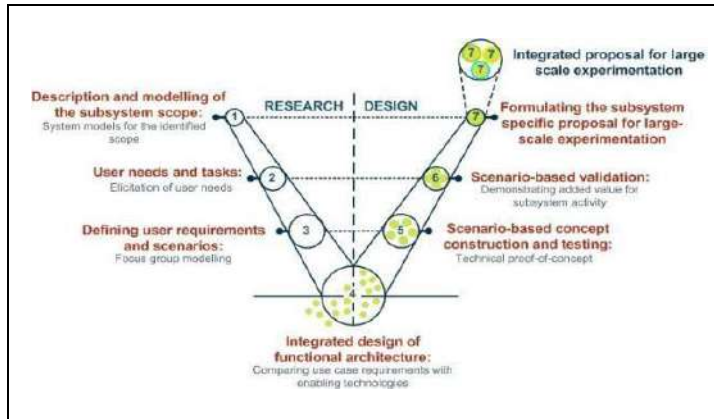 7 7
7
Integrated proposal for large
scale experimentation
Description and modelling of
the subsystem scope:
System models for the identified
scope
1
RESEARCH
DESIGN
7
Formulating the subsystem
specific proposal for large-
scale experimentation
User needs and tasks:
Elicitation of user needs
2
6
Scenario-based validation:
Demonstrating added value for
subsystem activity
Defining user requirements
and scenarios:
Focus group modelling
3
5
Scenario-based concept
construction and testing:
Technical proof-of-concept
4
Integrated design of
functional architecture:
Comparing use case requirements with
enabling technologies